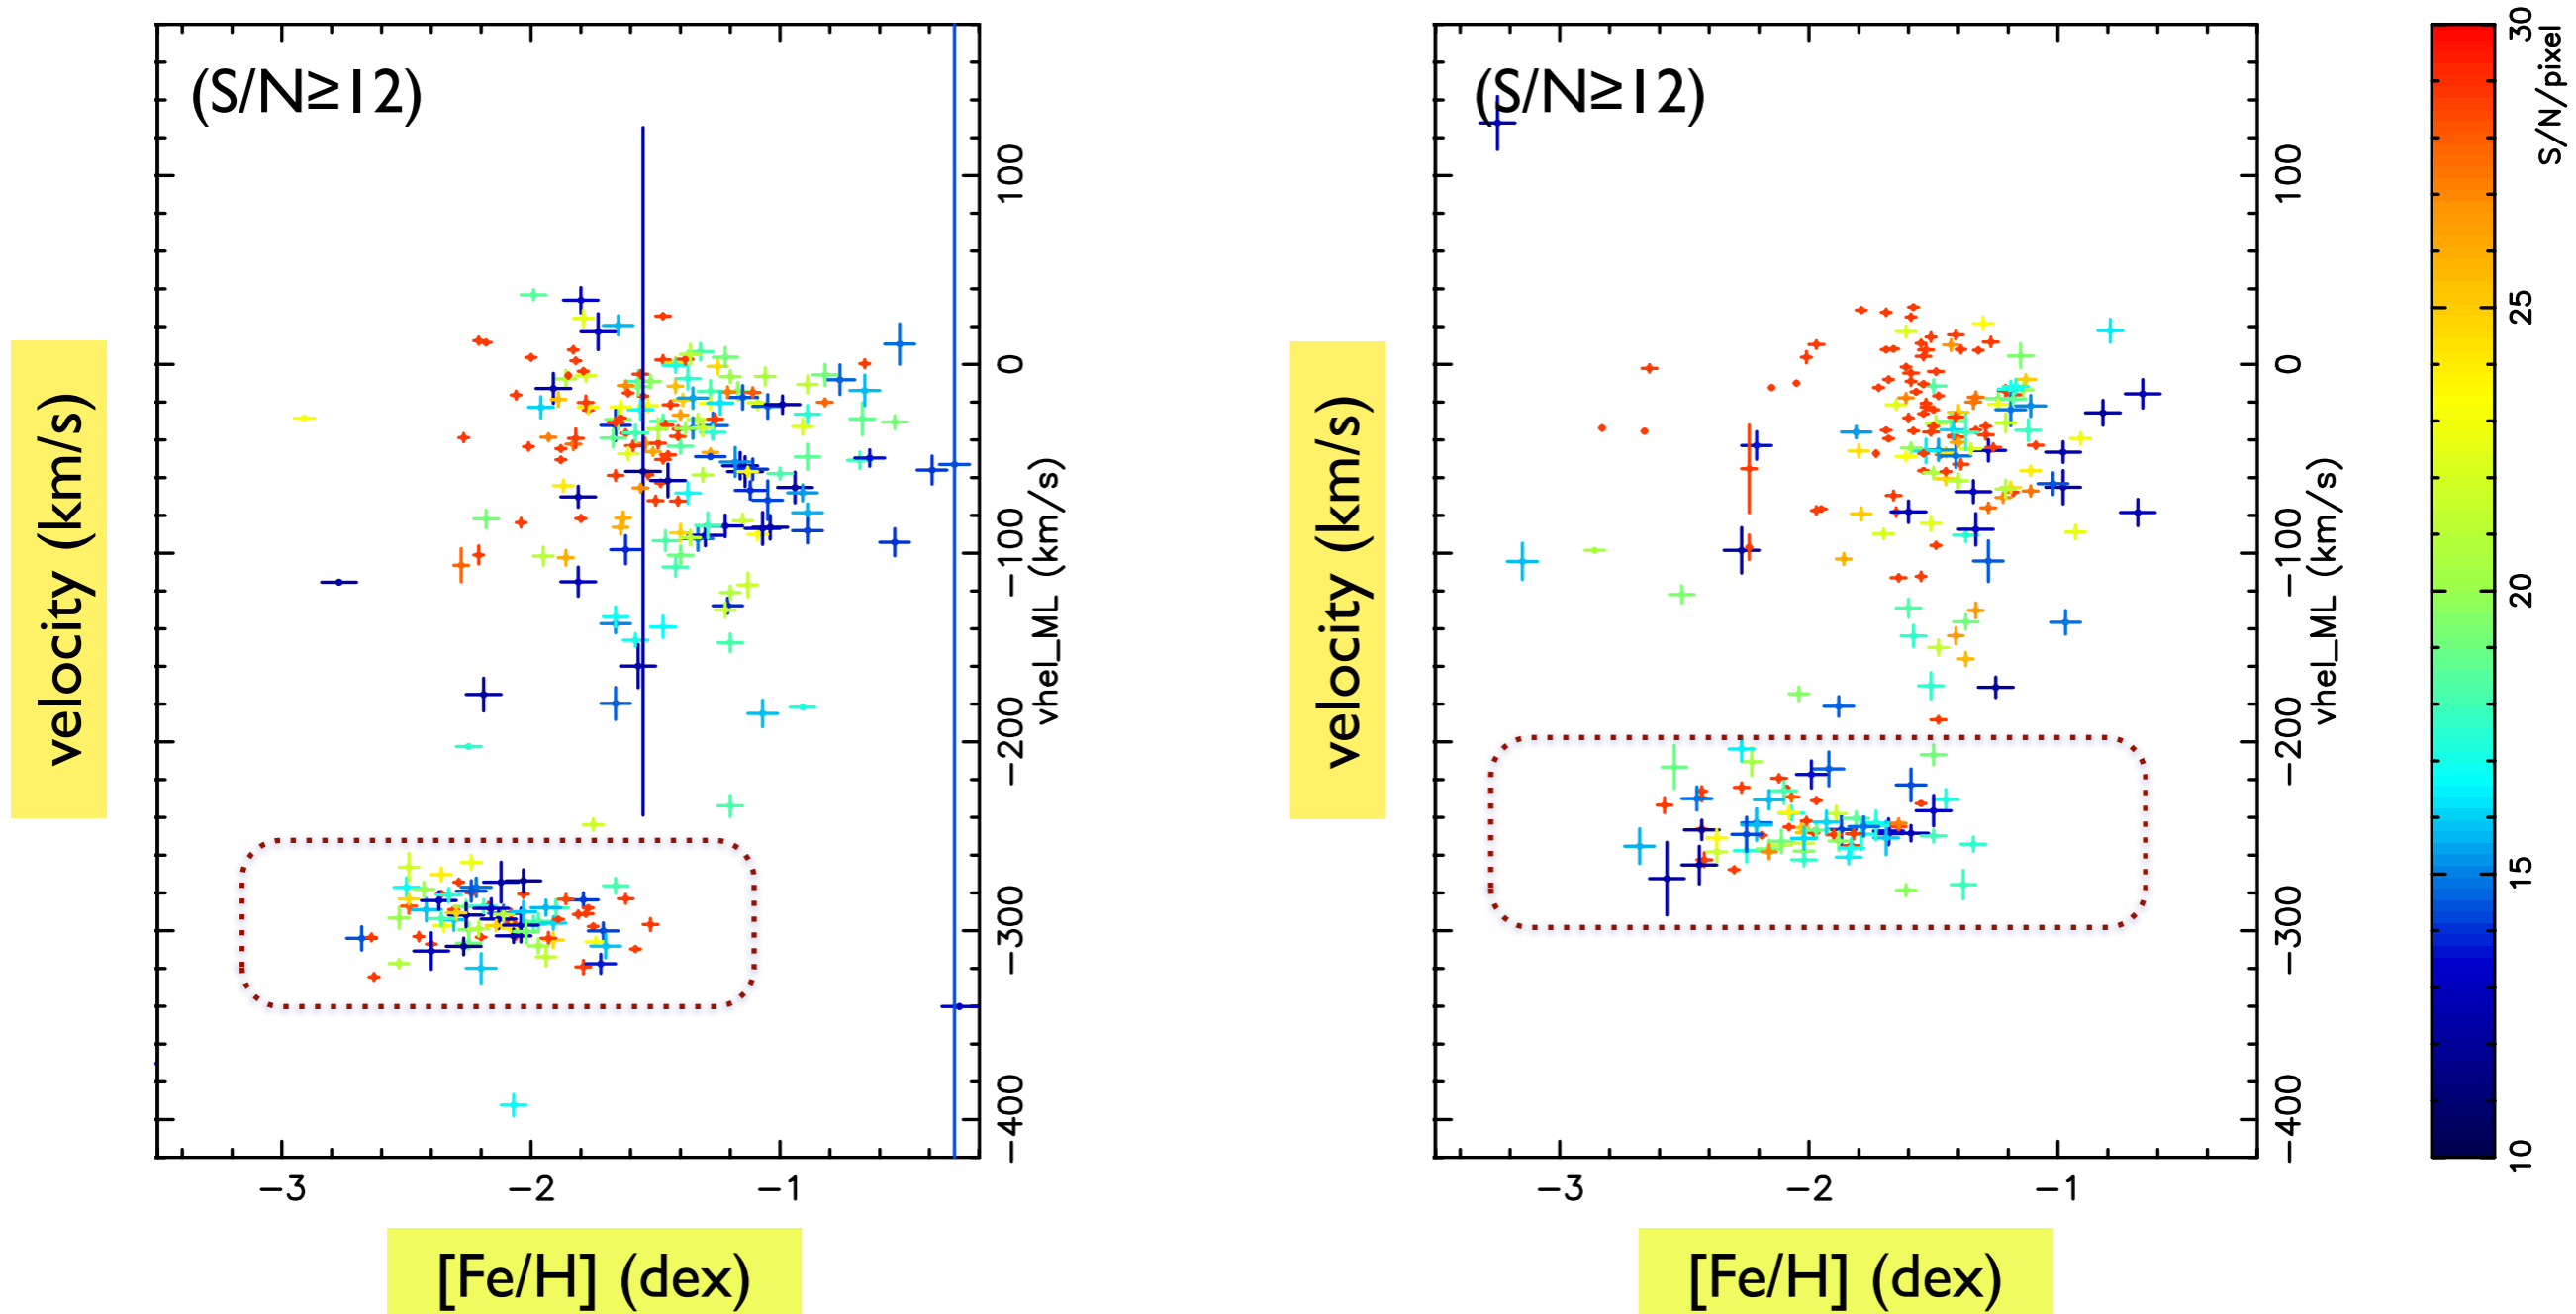 (S/N≥12)
velocity (km/s)
100
0
−100
−200
−300
−400
vhel_ML (km/s)
−3
−2
−1
[Fe/H] (dex)
(S/N≥12)
velocity (km/s)
100
0
−100
−200
−300
−400
vhel_ML (km/s)
−3
−2
−1
[Fe/H] (dex)
30
25
20
15
10
S/N/pixel